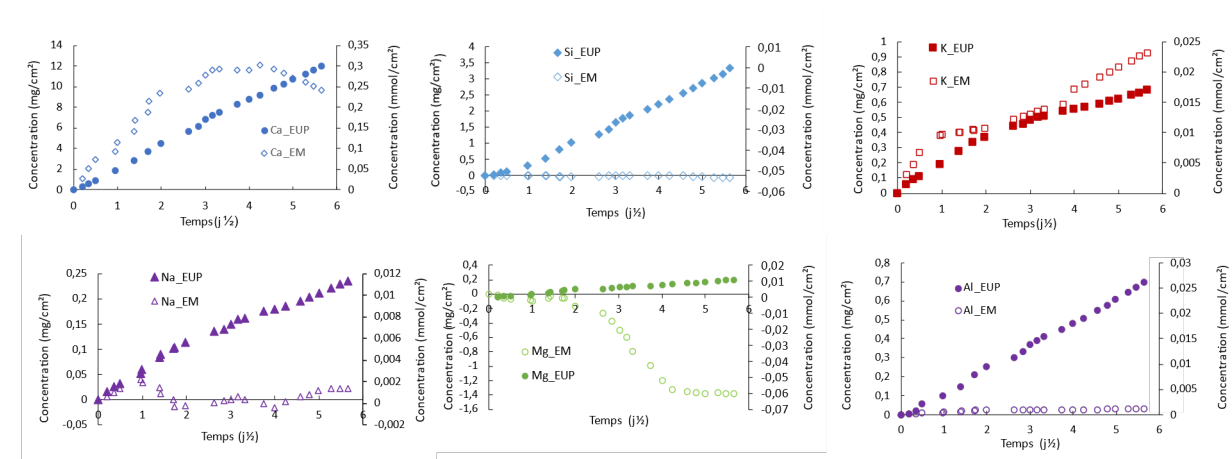 Concentration (mg/cm²)
14
12
10
8
6
4
2
0
0 1 2 3 4 5 6
0,35
0,3
0,25
0,2
0,15
0,1
0,05
0
Concentration (mmol/cm²)
Ca_EUP
Ca_EM
Temps(j ½)
Concentration (mg/cm²)
4
3,5
3
2,5
2
1,5
1
0,5
0
-0,5
0 1 2 3 4 5 6
0,01
0
-0,01
-0,02
-0,03
-0,04
-0,05
-0,06
Concentration (mmol/cm²)
Si_EUP
Si_EM
Temps (j½)
Concentration (mg/cm²)
1
0,9
0,8
0,7
0,6
0,5
0,4
0,3
0,2
0,1
0
0 1 2 3 4 5 6
0,025
0,02
0,015
0,01
0,005
0
Concentration (mmol/cm²)
K_EUP
K_EM
Temps(j½)
Concentration (mg/cm²)
0,25
0,2
0,15
0,1
0,05
0
-0,05
0 1 2 3 4 5 6
0,012
0,01
0,008
0,006
0,004
0,002
0
-0,002
Concentration (mmol/cm²)
Na_EUP
Na_EM
Temps (j½)
Concentration (mg/cm²)
0,4
0,2
0
-0,2
-0,4
-0,6
-0,8
-1
-1,2
-1,4
-1,6
0 1 2 3 4 5 6
0,02
0,01
0
-0,01
-0,02
-0,03
-0,04
-0,05
-0,06
-0,07
Concentration (mmol/cm²)
Mg_EM
Mg_EUP
Temps (j½)
Concentration (mg/cm²)
0,8
0,7
0,6
0,5
0,4
0,3
0,2
0,1
0
0 1 2 3 4 5 6
0,03
0,025
0,02
0,015
0,01
0,005
0
Concentration (mmol/cm²)
Al_EUP
Al_EM
Temps (j½)